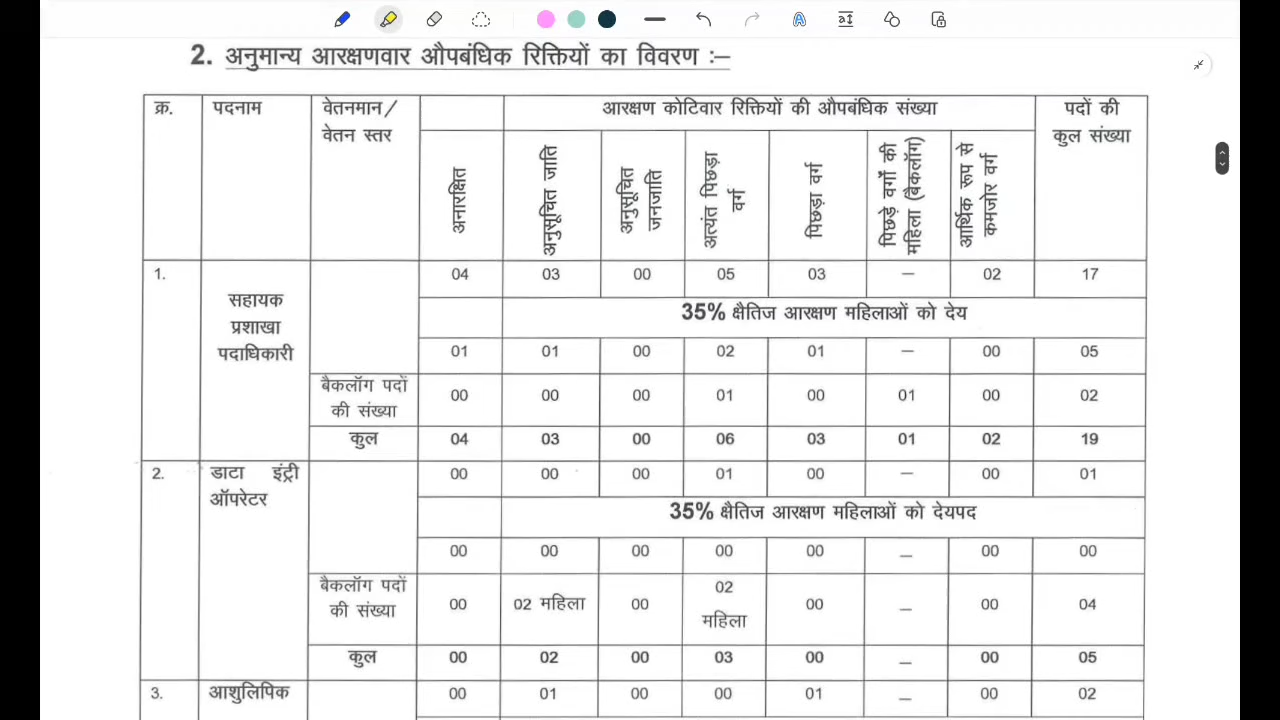 2. अनुमान्य आरक्षणवार औपबंधिक रिक्तियों का विवरण :–
क्र. पदनाम वेतनमान/ वेतन स्तर आरक्षण कोटिवार रिक्तियों की औपबंधिक संख्या पदों की कुल संख्या
अनारक्षित अनुसूचित जाति अनुसूचित जनजाति अत्यंत पिछड़ा वर्ग पिछड़ा वर्ग पिछड़े वर्गों की महिला (बैकलॉग) आर्थिक रूप से कमजोर वर्ग
1. सहायक प्रशाखा पदाधिकारी 04 03 00 05 03 – 02 17
35% क्षैतिज आरक्षण महिलाओं को देय
01 01 00 02 01 – 00 05
बैकलॉग पदों की संख्या 00 00 00 01 00 01 00 02
कुल 04 03 00 06 03 01 02 19
2. डाटा इंट्री ऑपरेटर 00 00 00 01 00 – 00 01
35% क्षैतिज आरक्षण महिलाओं को देयपद
00 00 00 00 00 – 00 00
बैकलॉग पदों की संख्या 00 02 महिला 00 02 महिला 00 – 00 04
कुल 00 02 00 03 00 – 00 05
3. आशुलिपिक 00 01 00 00 01 – 00 02